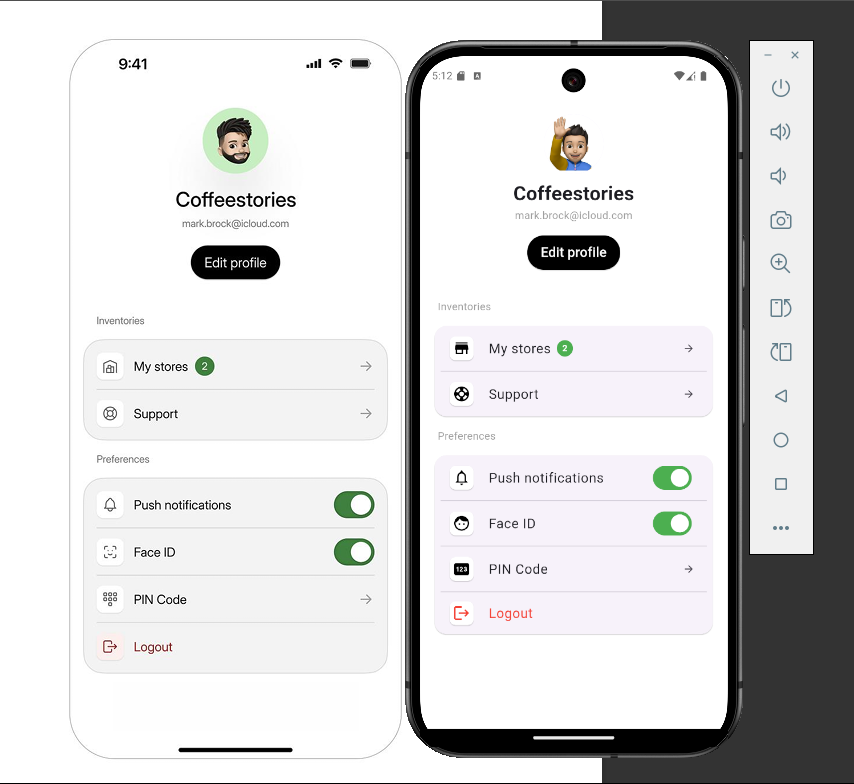 9:41
Coffeestories
mark.brock@icloud.com
Edit profile
Inventories
My stores 2
Support
Preferences
Push notifications
Face ID
PIN Code
Logout
5:12 A
Coffeestories
mark.brock@icloud.com
Edit profile
Inventories
My stores 2
Support
Preferences
Push notifications
Face ID
123 PIN Code
Logout